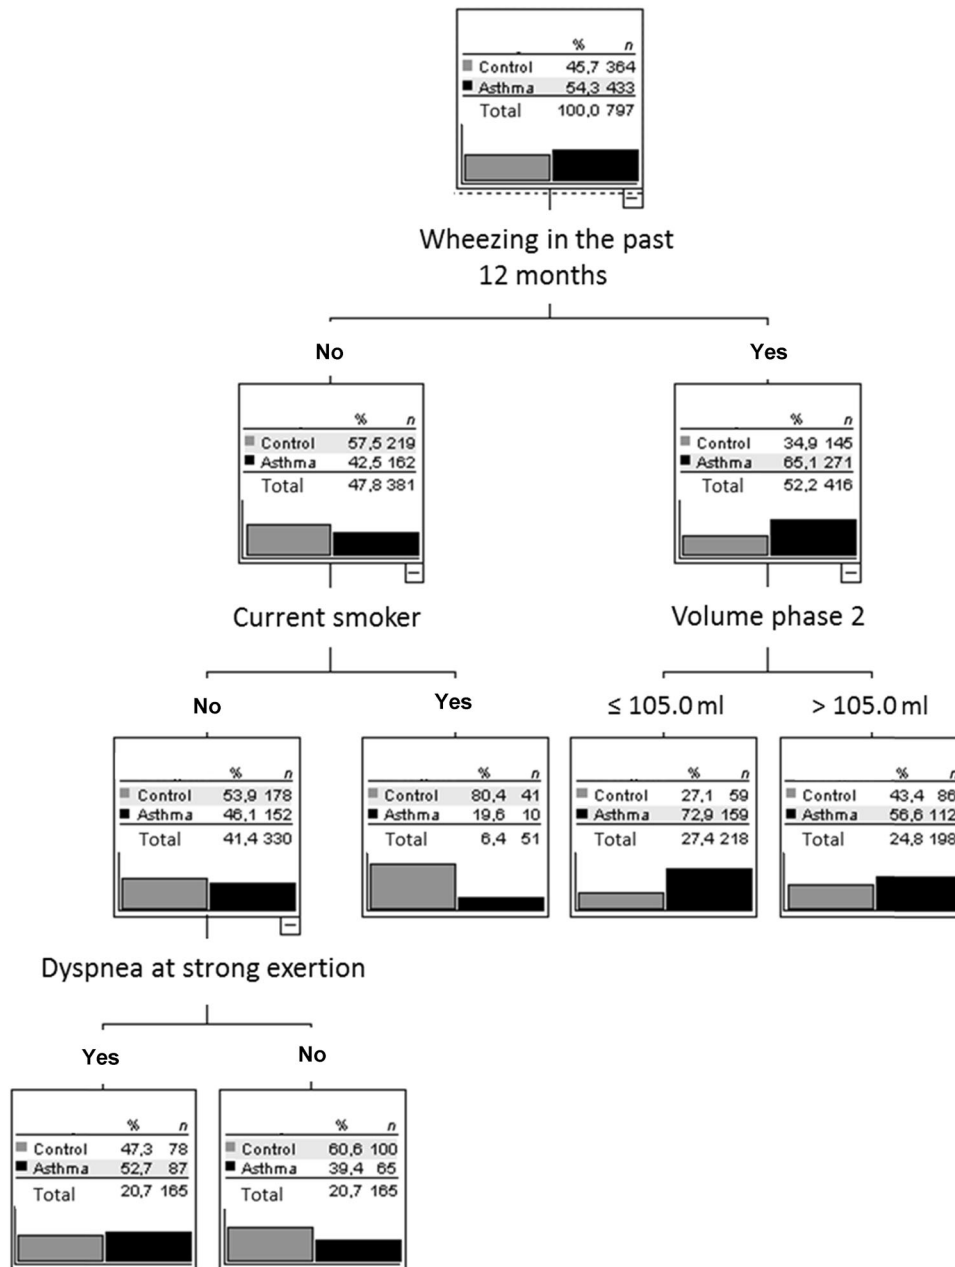 % n
Control 45,7 364
Asthma 54,3 433
Total 100,0 797
Wheezing in the past
12 months
No
Yes
% n
Control 57,5 219
Asthma 42,5 162
Total 47,8 381
% n
Control 34,9 145
Asthma 65,1 271
Total 52,2 416
Current smoker
Volume phase 2
No
Yes
≤ 105.0 ml
> 105.0 ml
% n
Control 53,9 178
Asthma 46,1 152
Total 41,4 330
% n
Control 80,4 41
Asthma 19,6 10
Total 6,4 51
% n
Control 27,1 59
Asthma 72,9 159
Total 27,4 218
% n
Control 43,4 86
Asthma 56,6 112
Total 24,8 198
Dyspnea at strong exertion
Yes
No
% n
Control 47,3 78
Asthma 52,7 87
Total 20,7 165
% n
Control 60,6 100
Asthma 39,4 65
Total 20,7 165